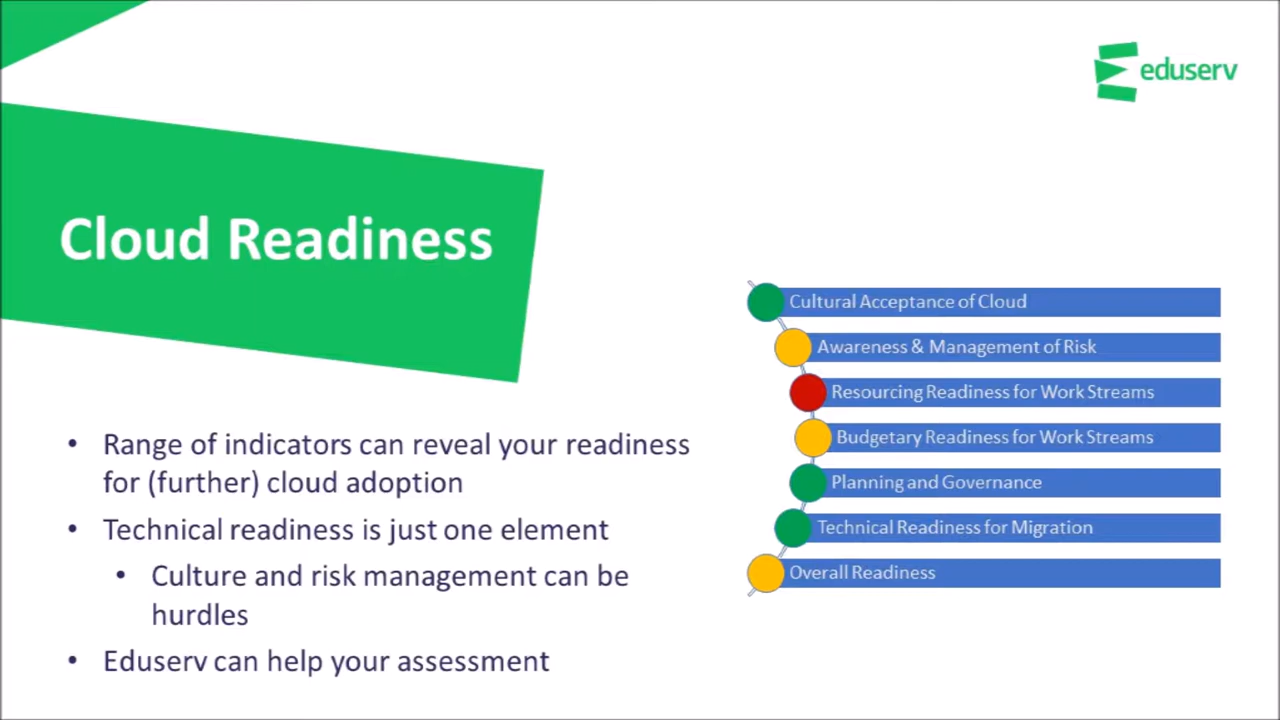 eduserv
Cloud Readiness
• Range of indicators can reveal your readiness
for (further) cloud adoption
• Technical readiness is just one element
• Culture and risk management can be
hurdles
• Eduserv can help your assessment
Cultural Acceptance of Cloud
Awareness & Management of Risk
Resourcing Readiness for Work Streams
Budgetary Readiness for Work Streams
Planning and Governance
Technical Readiness for Migration
Overall Readiness